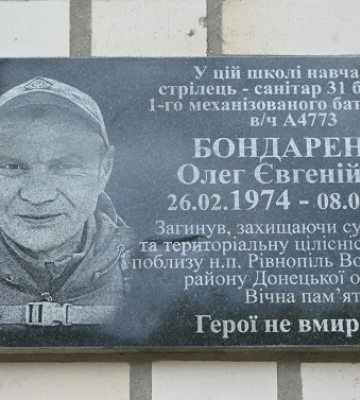 У цій школі навча
стрілець - санітар 31 б
1-го механізованого бат
в/ч А4773
БОНДАРЕН
Олег Євгеній
26.02.1974 - 08.0
Загинув, захищаючи су
та територіальну цілісніс
поблизу н.п. Рівнопіль Во
району Донецької о
Вічна пам'ят
Герої не вмир